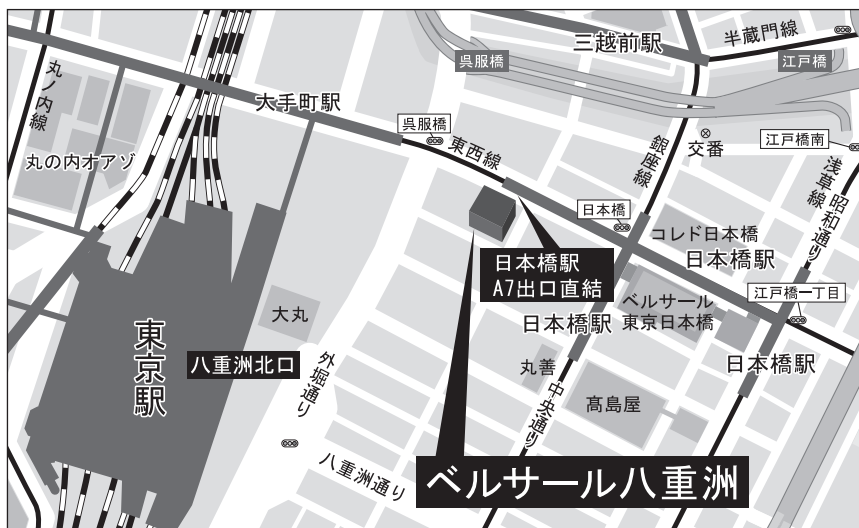 三越前駅
半蔵門線
呉服橋
江戸橋
丸ノ内線
大手町駅
呉服橋
東西線
銀座線
交番
江戸橋南
丸の内オアゾ
浅草線
昭和通り
日本橋
コレド日本橋
日本橋駅
日本橋駅
A7出口直結
江戸橋一丁目
ベルサール
東京日本橋
大丸
日本橋駅
東京駅
八重洲北口
外堀通り
丸善
中央通り
髙島屋
日本橋駅
八重洲通り
ベルサール八重洲